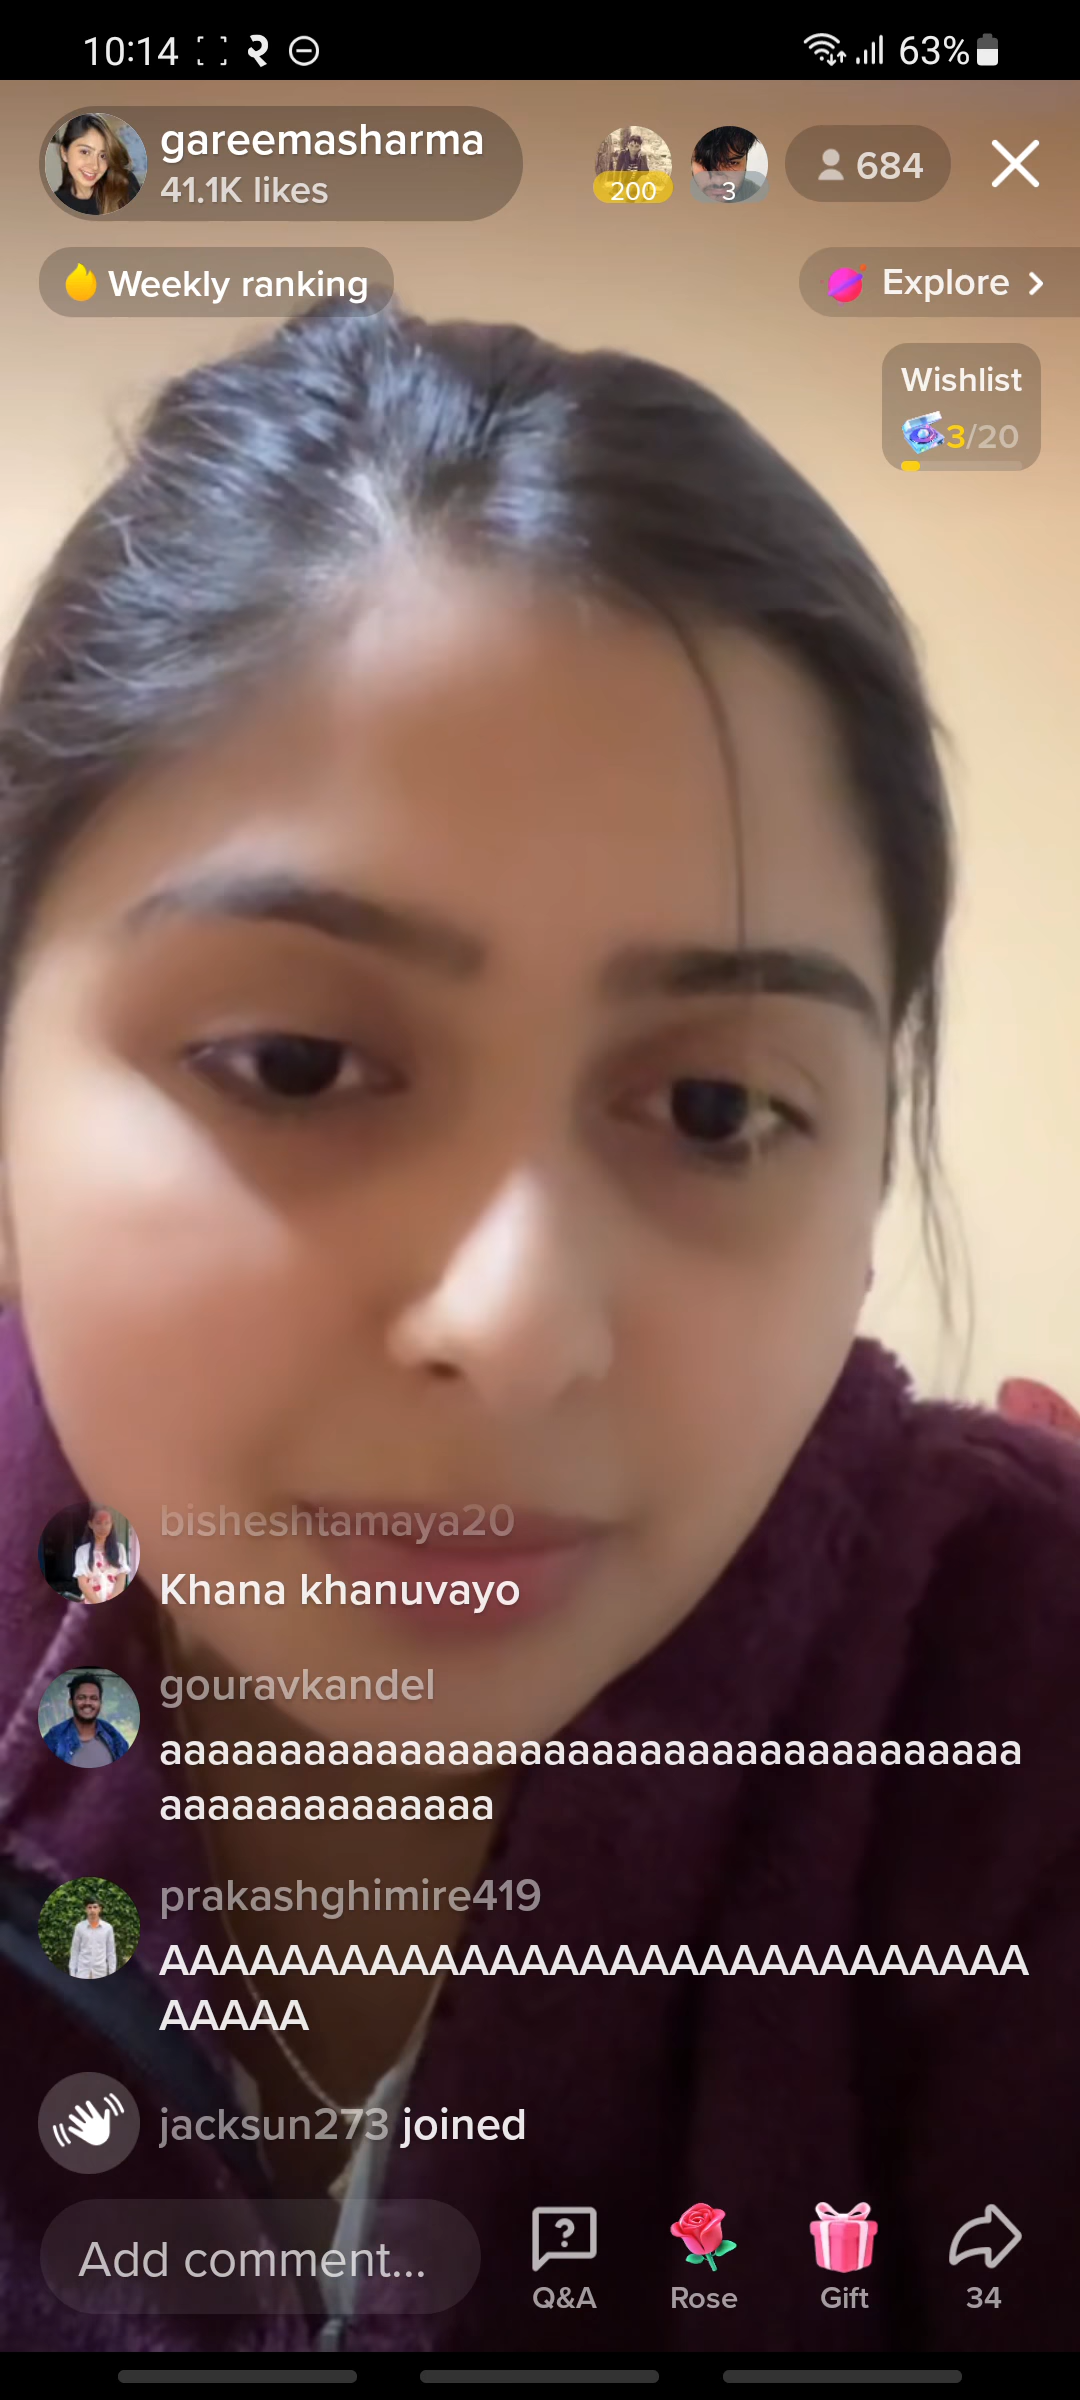 10:14
63%
gareemasharma
41.1K likes
200
3
684
Weekly ranking
Explore
Wishlist
3/20
bisheshtamaya20
Khana khanuvayo
gouravkandel
aaaaaaaaaaaaaaaaaaaaaaaaaaaaaaaaaaaa
aaaaaaaaaaaaaa
prakashghimire419
AAAAAAAAAAAAAAAAAAAAAAAAAAAAA
AAAAA
jacksun273 joined
Add comment...
Q&A
Rose
Gift
34